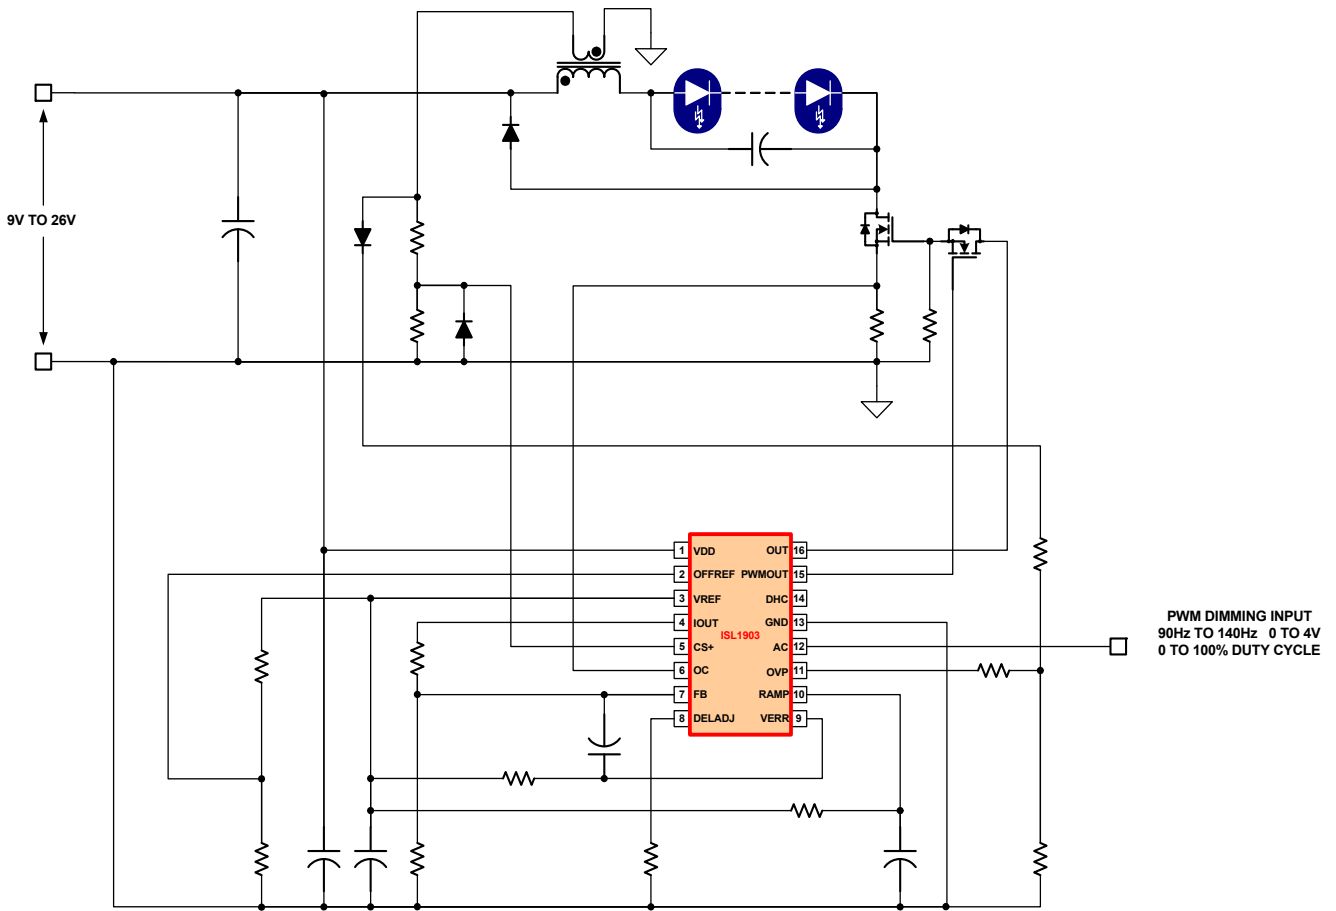 9V TO 26V
1 VDD OUT 16
2 OFFREF PWMOUT 15
3 VREF DHC 14
4 IOUT GND 13
ISL1903
5 CS+ AC 12
6 OC OVP 11
7 FB RAMP 10
8 DELADJ VERR 9
PWM DIMMING INPUT
90Hz TO 140Hz 0 TO 4V
0 TO 100% DUTY CYCLE